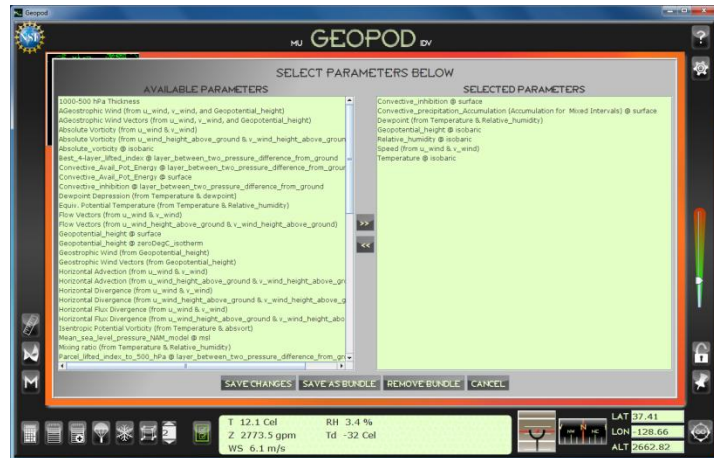 Geopod
NSF
MU GEOPOD IDV
?
SELECT PARAMETERS BELOW
AVAILABLE PARAMETERS
1000-500 hPa Thickness
AGeostrophic Wind (from u_wind, v_wind, and Geopotential_height)
AGeostrophic Wind Vectors (from u_wind, v_wind, and Geopotential_height)
Absolute Vorticity (from u_wind & v_wind)
Absolute Vorticity (from u_wind_height_above_ground & v_wind_height_above_groun
Absolute_vorticity @ isobaric
Best_4-layer_lifted_index @ layer_between_two_pressure_difference_from_ground
Convective_Avail_Pot_Energy @ layer_between_two_pressure_difference_from_grour
Convective_Avail_Pot_Energy @ surface
Convective_inhibition @ layer_between_two_pressure_difference_from_ground
Dewpoint Depression (from Temperature & dewpoint)
Equiv. Potential Temperature (from Temperature & Relative_humidity)
Flow Vectors (from u_wind & v_wind)
Flow Vectors (from u_wind_height_above_ground & v_wind_height_above_ground)
Geopotential_height @ surface
Geopotential_height @ zeroDegC_isotherm
Geostrophic Wind (from Geopotential_height)
Geostrophic Wind Vectors (from Geopotential_height)
Horizontal Advection (from u_wind & v_wind)
Horizontal Advection (from u_wind_height_above_ground & v_wind_height_above_gr
Horizontal Divergence (from u_wind & v_wind)
Horizontal Divergence (from u_wind_height_above_ground & v_wind_height_above_g
Horizontal Flux Divergence (from u_wind & v_wind)
Horizontal Flux Divergence (from u_wind_height_above_ground & v_wind_height_abo
Isentropic Potential Vorticity (from Temperature & absvort)
Mean_sea_level_pressure_NAM_model @ msl
Mixing ratio (from Temperature & Relative_humidity)
Parcel_lifted_index_to_500_hPa @ layer_between_two_pressure_difference_from_gr
>>
<<
SELECTED PARAMETERS
Convective_inhibition @ surface
Convective_precipitation_Accumulation (Accumulation for Mixed Intervals) @ surface
Dewpoint (from Temperature & Relative_humidity)
Geopotential_height @ isobaric
Relative_humidity @ isobaric
Speed (from u_wind & v_wind)
Temperature @ isobaric
SAVE CHANGES SAVE AS BUNDLE REMOVE BUNDLE CANCEL
M
2
T 12.1 Cel RH 3.4 %
Z 2773.5 gpm Td -32 Cel
WS 6.1 m/s
LAT 37.41
LON -128.66
ALT 2662.82